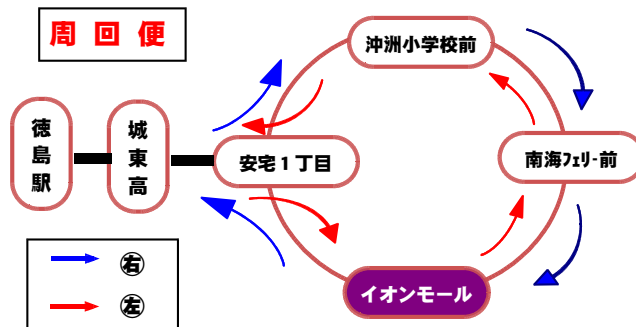 周回便
沖洲小学校前
徳島駅
城東高
安宅1丁目
南海ﾌｪﾘｰ前
イオンモール
㊨
㊧